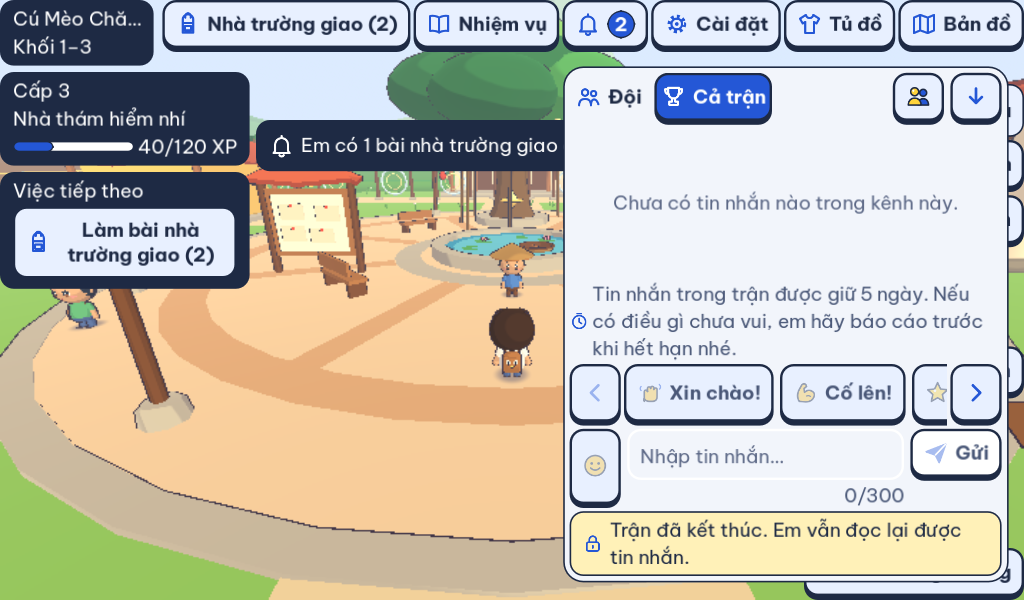 Cú Mèo Chă...
Khối 1–3
Nhà trường giao (2)
Nhiệm vụ
2
Cài đặt
Tủ đồ
Bản đồ
Cấp 3
Nhà thám hiểm nhí
40/120 XP
Việc tiếp theo
Làm bài nhà
trường giao (2)
Em có 1 bài nhà trường giao
Đội
Cả trận
Chưa có tin nhắn nào trong kênh này.
Tin nhắn trong trận được giữ 5 ngày. Nếu
có điều gì chưa vui, em hãy báo cáo trước
khi hết hạn nhé.
Xin chào!
Cố lên!
Nhập tin nhắn...
Gửi
0/300
Trận đã kết thúc. Em vẫn đọc lại được
tin nhắn.